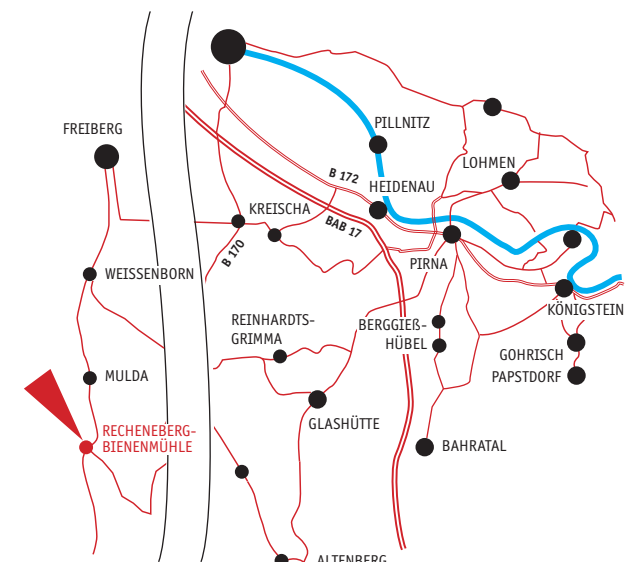 PILLNITZ
FREIBERG
LOHMEN
B 172
HEIDENAU
KREISCHA
BAB 17
B 170
PIRNA
WEISSENBORN
KÖNIGSTEIN
REINHARDTS-
GRIMMA
BERGGIEß-
HÜBEL
GOHRISCH
MULDA
PAPSTDORF
GLASHÜTTE
RECHENEBERG-
BIENENMÜHLE
BAHRATAL
ALTENBERG